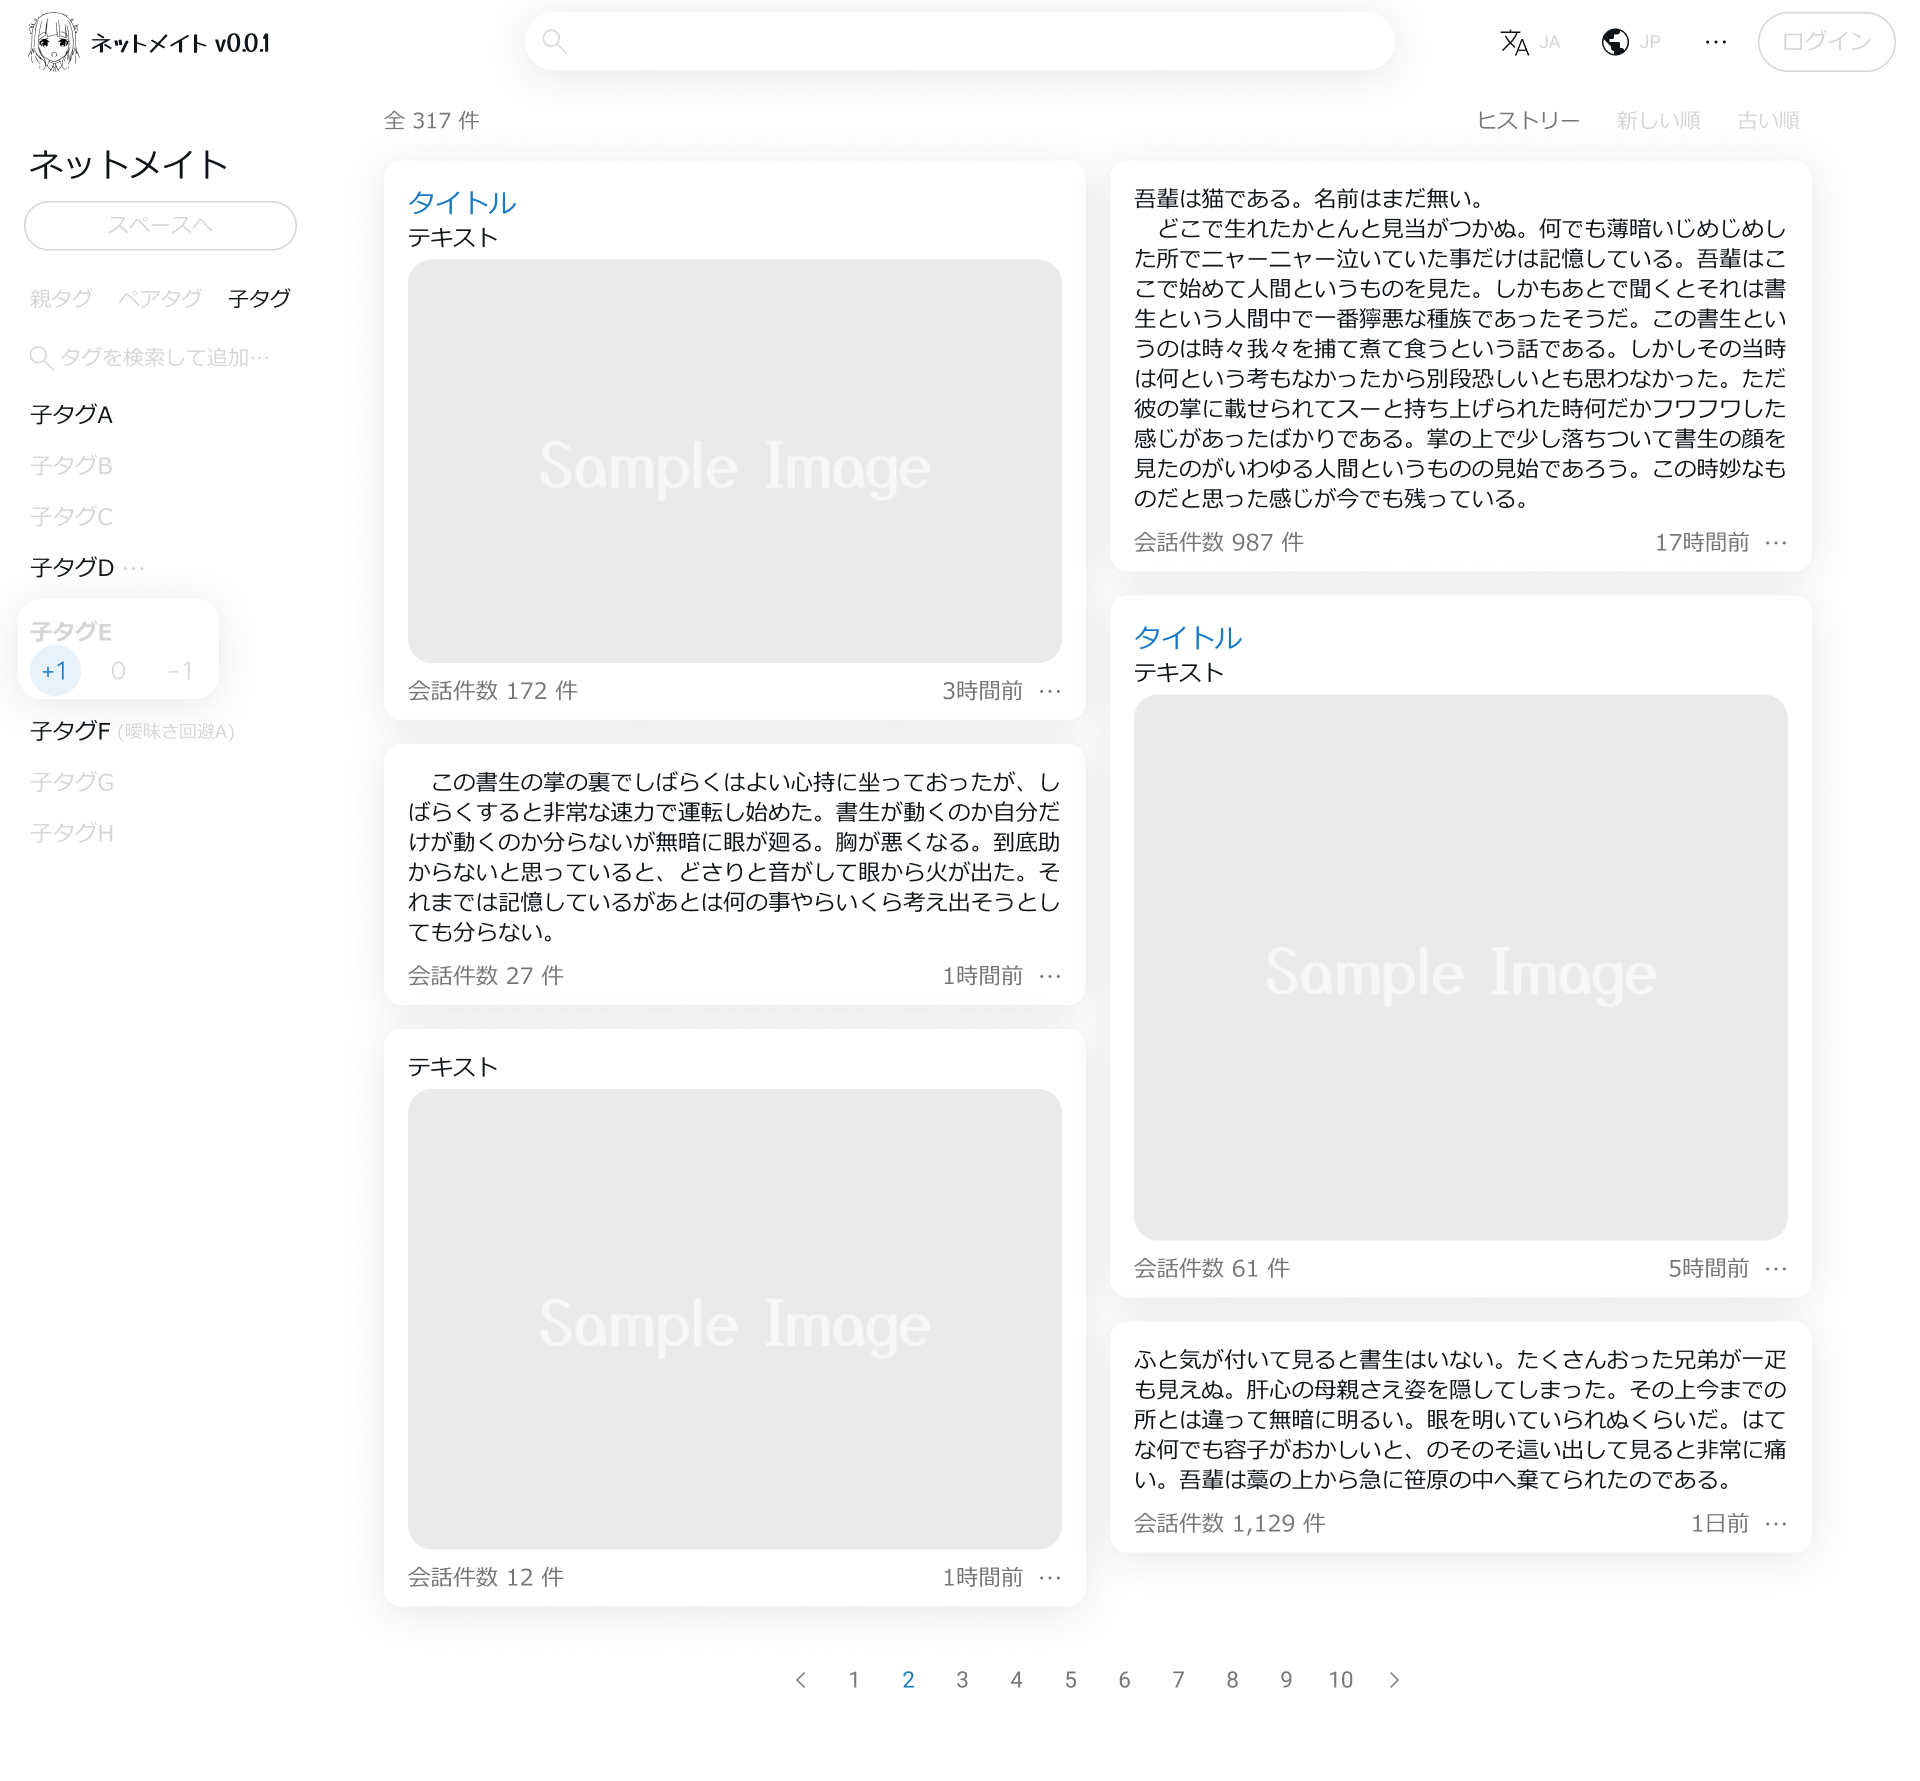 ネットメイト v0.0.1
JA
JP
…
ログイン
ネットメイト
スペースへ
親タグ ペアタグ 子タグ
タグを検索して追加…
子タグA
子タグB
子タグC
子タグD …
子タグE
+1 0 −1
子タグF (曖昧さ回避A)
子タグG
子タグH
全 317 件
ヒストリー 新しい順 古い順
タイトル
テキスト
Sample Image
会話件数 172 件 3時間前 …
この書生の掌の裏でしばらくはよい心持に坐っておったが、し
ばらくすると非常な速力で運転し始めた。書生が動くのか自分だ
けが動くのか分らないが無暗に眼が廻る。胸が悪くなる。到底助
からないと思っていると、どさりと音がして眼から火が出た。そ
れまでは記憶しているがあとは何の事やらいくら考え出そうとし
ても分らない。
会話件数 27 件 1時間前 …
テキスト
Sample Image
会話件数 12 件 1時間前 …
吾輩は猫である。名前はまだ無い。
どこで生れたかとんと見当がつかぬ。何でも薄暗いじめじめし
た所でニャーニャー泣いていた事だけは記憶している。吾輩はこ
こで始めて人間というものを見た。しかもあとで聞くとそれは書
生という人間中で一番獰悪な種族であったそうだ。この書生とい
うのは時々我々を捕て煮て食うという話である。しかしその当時
は何という考もなかったから別段恐しいとも思わなかった。ただ
彼の掌に載せられてスーと持ち上げられた時何だかフワフワした
感じがあったばかりである。掌の上で少し落ちついて書生の顔を
見たのがいわゆる人間というものの見始であろう。この時妙なも
のだと思った感じが今でも残っている。
会話件数 987 件 17時間前 …
タイトル
テキスト
Sample Image
会話件数 61 件 5時間前 …
ふと気が付いて見ると書生はいない。たくさんおった兄弟が一疋
も見えぬ。肝心の母親さえ姿を隠してしまった。その上今までの
所とは違って無暗に明るい。眼を明いていられぬくらいだ。はて
な何でも容子がおかしいと、のそのそ這い出して見ると非常に痛
い。吾輩は藁の上から急に笹原の中へ棄てられたのである。
会話件数 1,129 件 1日前 …
1 2 3 4 5 6 7 8 9 10